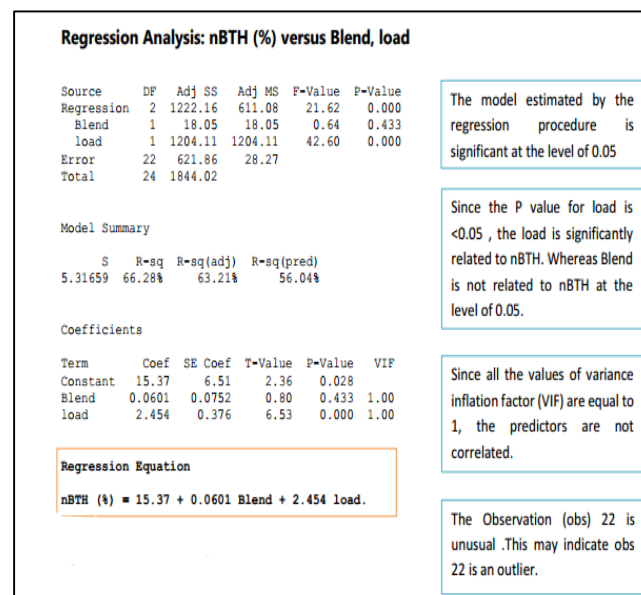 Regression Analysis: nBTH (%) versus Blend, load
Source DF Adj SS Adj MS F-Value P-Value
Regression 2 1222.16 611.08 21.62 0.000
Blend 1 18.05 18.05 0.64 0.433
load 1 1204.11 1204.11 42.60 0.000
Error 22 621.86 28.27
Total 24 1844.02
Model Summary
S R-sq R-sq(adj) R-sq(pred)
5.31659 66.28% 63.21% 56.04%
Coefficients
Term Coef SE Coef T-Value P-Value VIF
Constant 15.37 6.51 2.36 0.028
Blend 0.0601 0.0752 0.80 0.433 1.00
load 2.454 0.376 6.53 0.000 1.00
Regression Equation
nBTH (%) = 15.37 + 0.0601 Blend + 2.454 load.
The model estimated by the
regression procedure is
significant at the level of 0.05
Since the P value for load is
<0.05 , the load is significantly
related to nBTH. Whereas Blend
is not related to nBTH at the
level of 0.05.
Since all the values of variance
inflation factor (VIF) are equal to
1, the predictors are not
correlated.
The Observation (obs) 22 is
unusual .This may indicate obs
22 is an outlier.